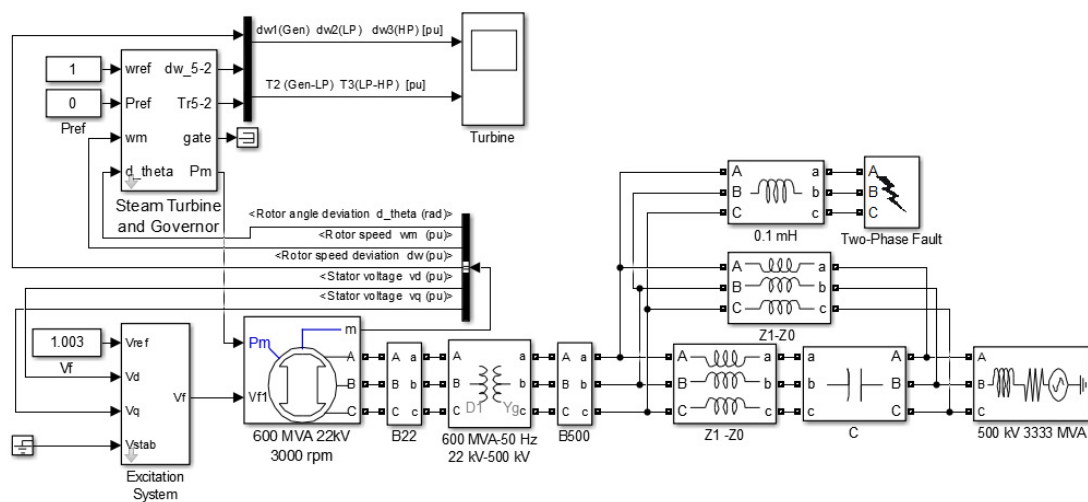 dw1(Gen) dw2(LP) dw3(HP) [pu]
T2 (Gen-LP) T3(LP-HP) [pu]
Turbine
1
0
Pref
wref
Pref
wm
d_theta
dw_5-2
Tr5-2
gate
Pm
Steam Turbine
and Governor
<Rotor angle deviation d_theta (rad)>
<Rotor speed wm (pu)>
<Rotor speed deviation dw (pu)>
<Stator voltage vd (pu)>
<Stator voltage vq (pu)>
1.003
Vf
Vref
Vd
Vq
Vstab
Vf
Excitation
System
Pm
m
Vf1
A
B
C
600 MVA 22kV
3000 rpm
A a
B b
C c
B22
A a
B b
C c
D1 Yg
600 MVA-50 Hz
22 kV-500 kV
A a
B b
C c
B500
A a
B b
C c
0.1 mH
A
B
C
Two-Phase Fault
A a
B b
C c
Z1-Z0
A a
B b
C c
Z1 -Z0
a A
b B
c C
C
A
B
C
500 kV 3333 MVA